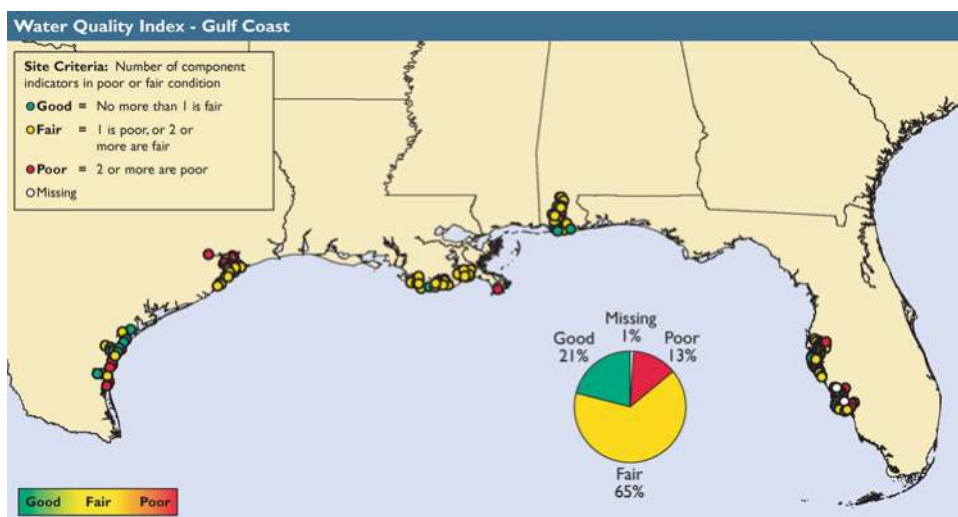 Water Quality Index - Gulf Coast
Site Criteria: Number of component
indicators in poor or fair condition
Good = No more than 1 is fair
Fair = 1 is poor, or 2 or
more are fair
Poor = 2 or more are poor
Missing
Missing
1%
Good
21%
Poor
13%
Fair
65%
Good Fair Poor